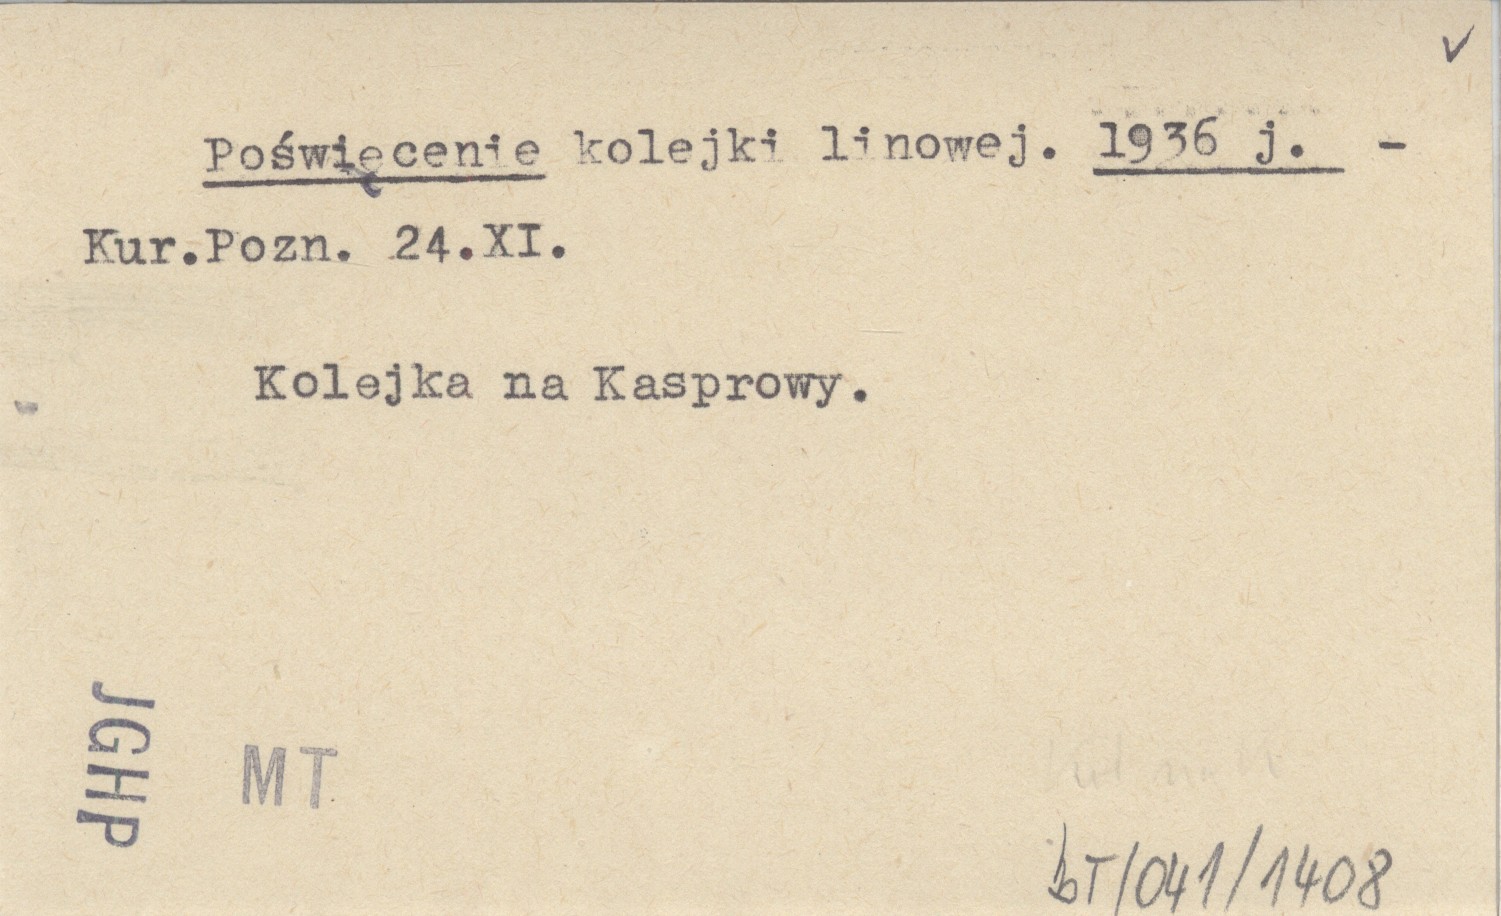 Poświęcenie kolejki linowej. 1936 j. -
Kur.Pozn. 24.XI.
Kolejka na Kasprowy.
JGHP
MT
bT/041/1408